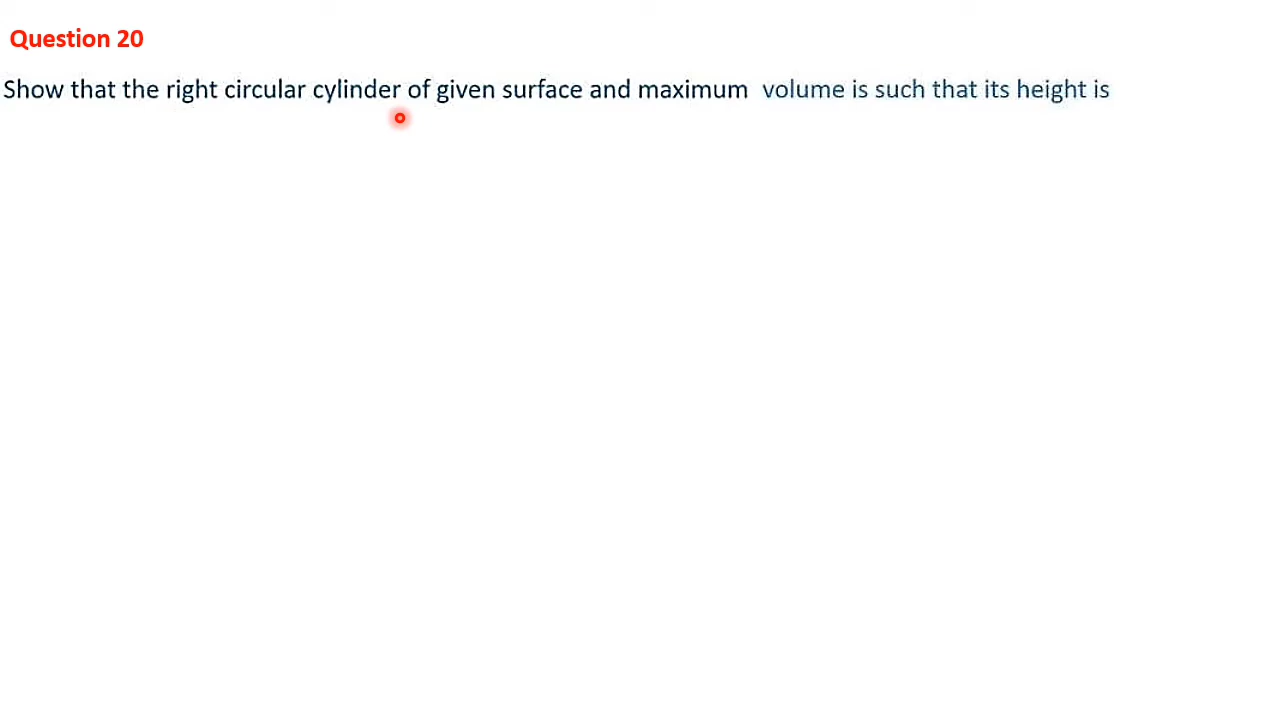 Question 20
Show that the right circular cylinder of given surface and maximum volume is such that its height is